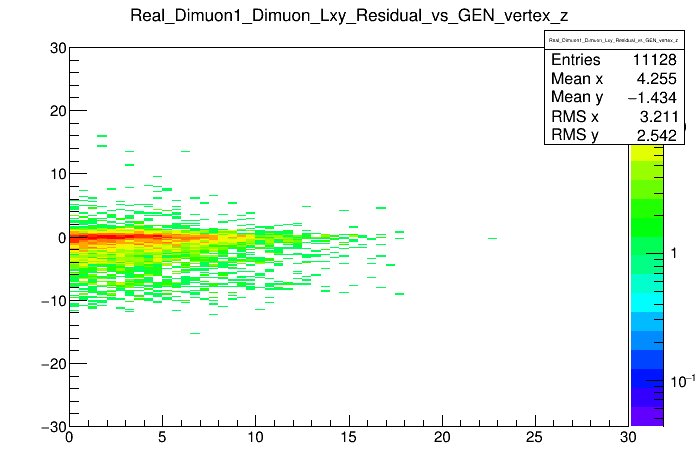 Real_Dimuon1_Dimuon_Lxy_Residual_vs_GEN_vertex_z
Real_Dimuon1_Dimuon_Lxy_Residual_vs_GEN_vertex_z
Entries 11128
Mean x 4.255
Mean y −1.434
RMS x 3.211
RMS y 2.542
30
20
10
0
−10
−20
−30
0 5 10 15 20 25 30
1
10⁻¹